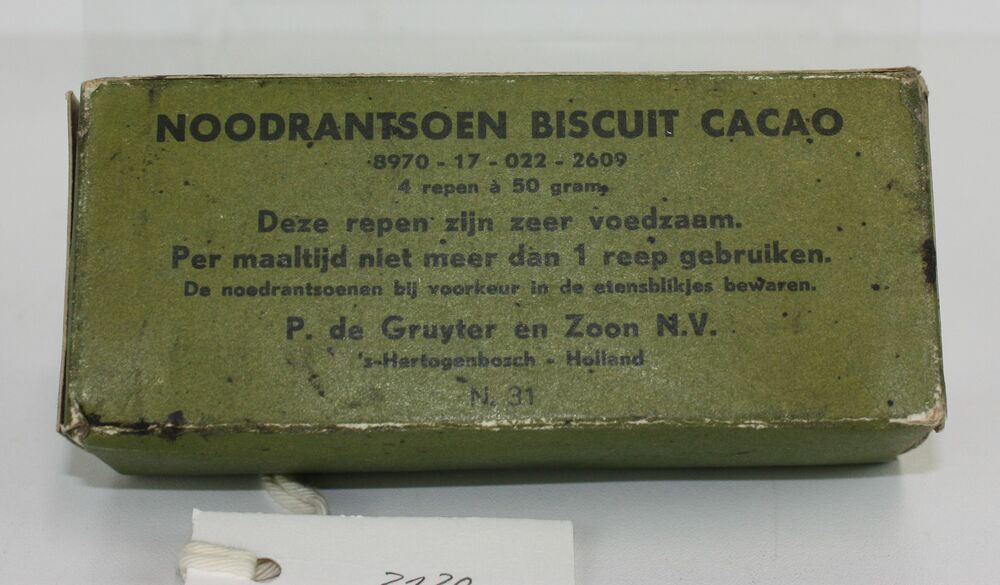 NOODRANTSOEN BISCUIT CACAO
8970 - 17 - 022 - 2609
4 repen à 50 gram.
Deze repen zijn zeer voedzaam.
Per maaltijd niet meer dan 1 reep gebruiken.
De noodrantsoenen bij voorkeur in de etensblikjes bewaren.
P. de Gruyter en Zoon N.V.
's-Hertogenbosch - Holland
N. 31